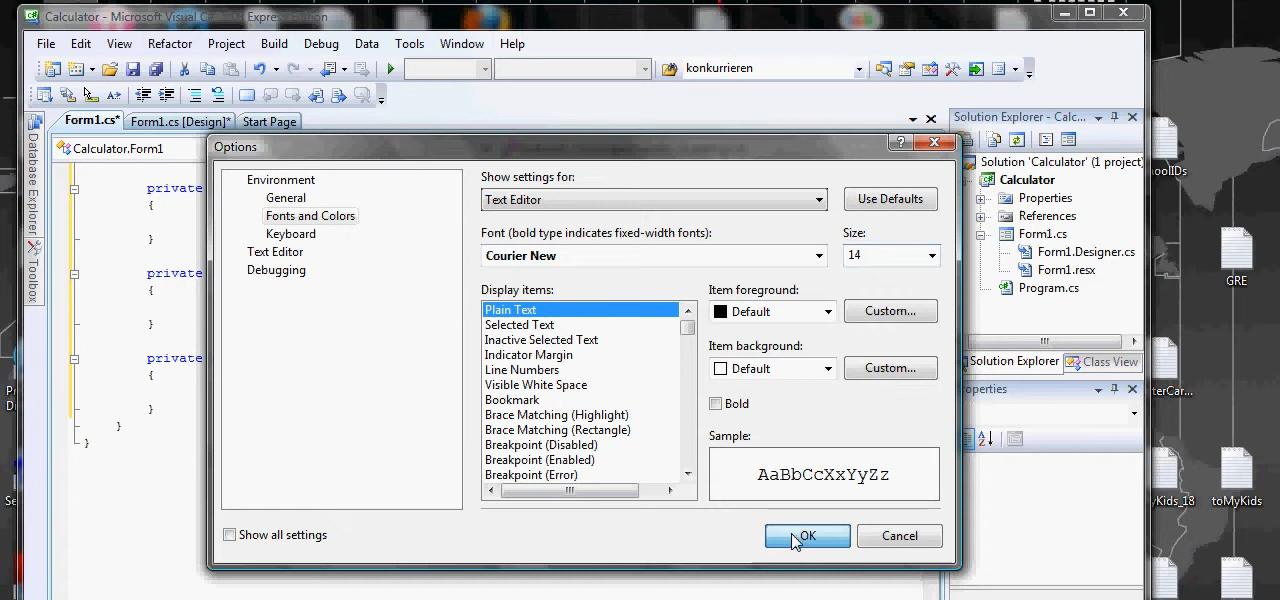 Calculator - Microsoft Visual Express Edition
File Edit View Refactor Project Build Debug Data Tools Window Help
konkurrieren
Form1.cs* Form1.cs [Design]* Start Page
Calculator.Form1
Database Explorer
Toolbox
private
{
}
private
{
}
private
{
}
}
}
Options
Environment
General
Fonts and Colors
Keyboard
Text Editor
Debugging
Show all settings
Show settings for:
Text Editor
Use Defaults
Font (bold type indicates fixed-width fonts):
Size:
Courier New
14
Display items:
Plain Text
Selected Text
Inactive Selected Text
Indicator Margin
Line Numbers
Visible White Space
Bookmark
Brace Matching (Highlight)
Brace Matching (Rectangle)
Breakpoint (Disabled)
Breakpoint (Enabled)
Breakpoint (Error)
Item foreground:
Default
Custom...
Item background:
Default
Custom...
Bold
Sample:
AaBbCcXxYyZz
OK
Cancel
Solution Explorer - Calc...
Solution 'Calculator' (1 project)
Calculator
Properties
References
Form1.cs
Form1.Designer.cs
Form1.resx
Program.cs
Solution Explorer Class View
operties
oolIDs
GRE
terCar...
yKids_18
toMyKids